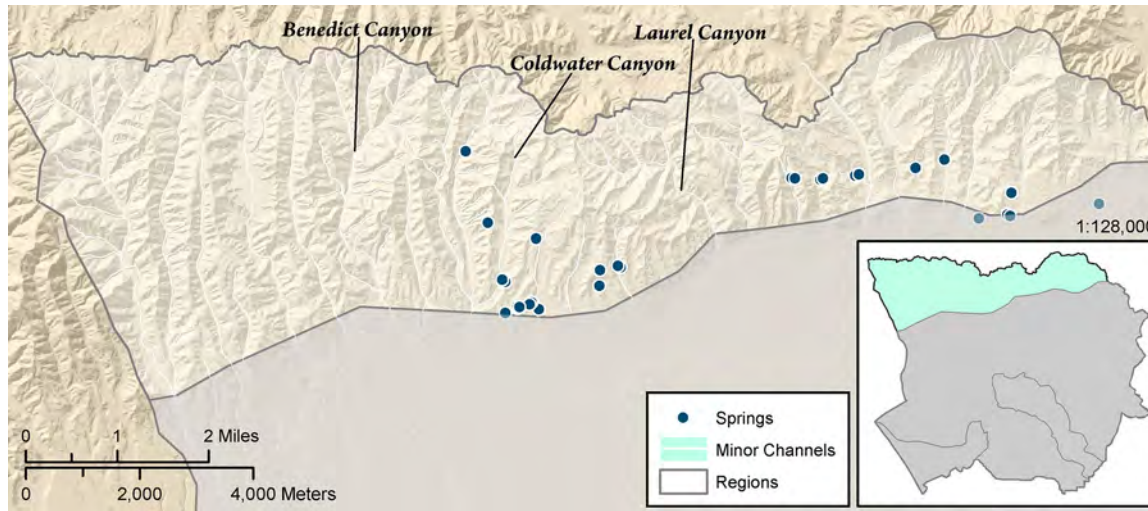 Benedict Canyon
Laurel Canyon
Coldwater Canyon
1:128,000
0 1 2 Miles
0 2,000 4,000 Meters
Springs
Minor Channels
Regions